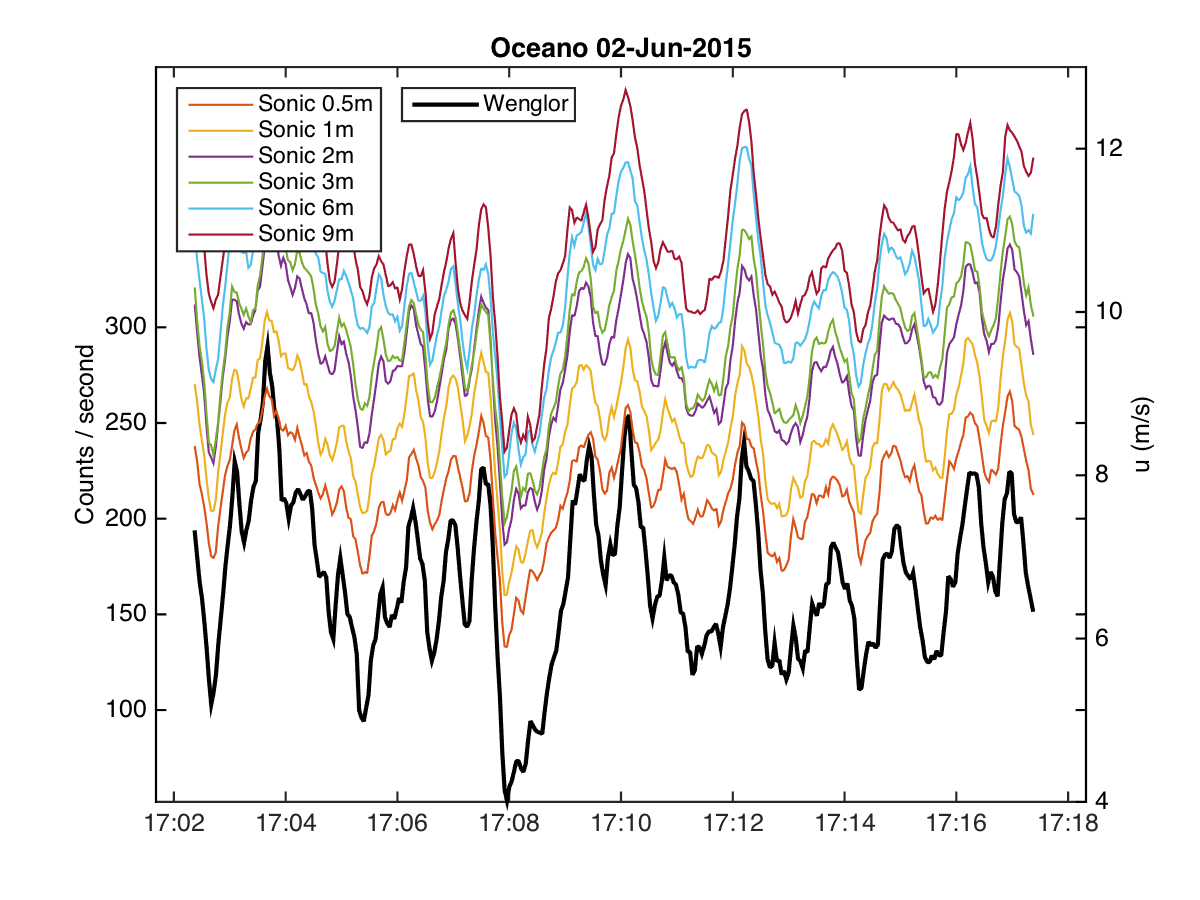 Oceano 02-Jun-2015
Sonic 0.5m
Sonic 1m
Sonic 2m
Sonic 3m
Sonic 6m
Sonic 9m
Wenglor
Counts / second
300
250
200
150
100
12
10
8
6
4
u (m/s)
17:02 17:04 17:06 17:08 17:10 17:12 17:14 17:16 17:18